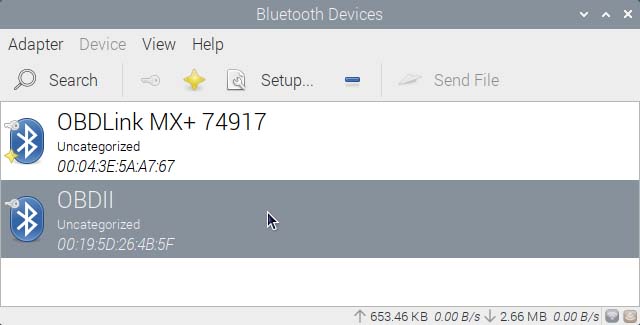 Bluetooth Devices
Adapter Device View Help
Search Setup... Send File
OBDLink MX+ 74917
Uncategorized
00:04:3E:5A:A7:67
OBDII
Uncategorized
00:19:5D:26:4B:5F
653.46 KB 0.00 B/s 2.66 MB 0.00 B/s